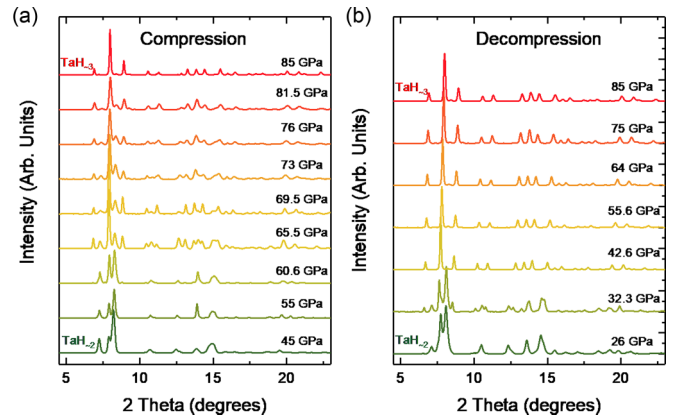 (a)
Compression
TaH~3
85 GPa
81.5 GPa
76 GPa
73 GPa
69.5 GPa
65.5 GPa
60.6 GPa
55 GPa
TaH~2
45 GPa
Intensity (Arb. Units)
5 10 15 20
2 Theta (degrees)
(b)
Decompression
TaH~3
85 GPa
75 GPa
64 GPa
55.6 GPa
42.6 GPa
32.3 GPa
TaH~2
26 GPa
Intensity (Arb. Units)
5 10 15 20
2 Theta (degrees)